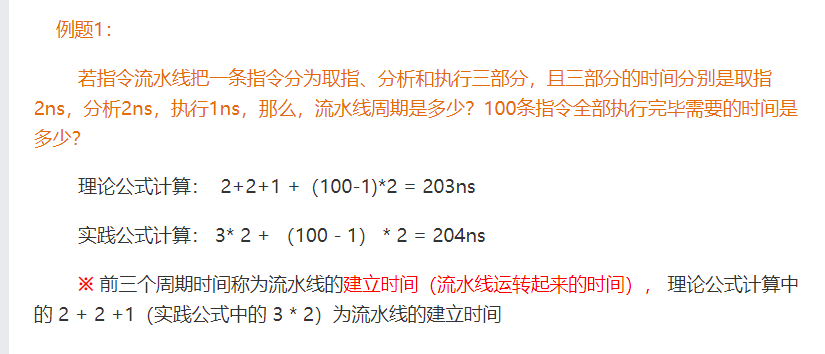 例题1:
若指令流水线把一条指令分为取指、分析和执行三部分，且三部分的时间分别是取指
2ns，分析2ns，执行1ns，那么，流水线周期是多少？100条指令全部执行完毕需要的时间是
多少？
理论公式计算： 2+2+1 +（100-1)*2 = 203ns
实践公式计算： 3* 2 + （100 - 1） * 2 = 204ns
※ 前三个周期时间称为流水线的建立时间（流水线运转起来的时间）， 理论公式计算中
的 2 + 2 +1（实践公式中的 3 * 2）为流水线的建立时间